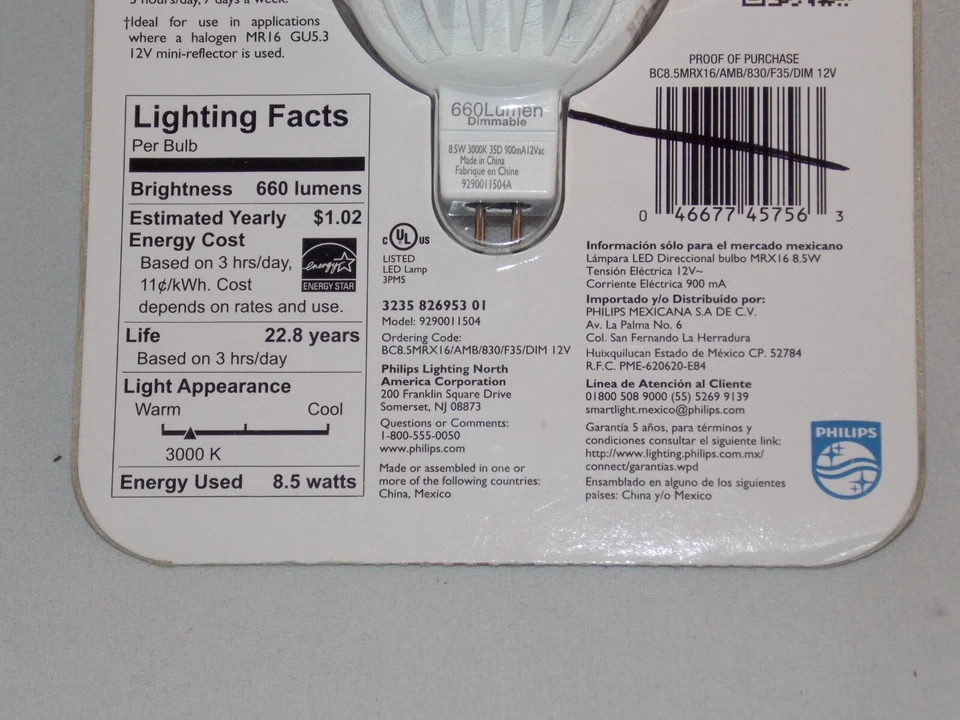 3 hours/day, 7 days a week.
†Ideal for use in applications
where a halogen MR16 GU5.3
12V mini-reflector is used.
Lighting Facts
Per Bulb
Brightness 660 lumens
Estimated Yearly $1.02
Energy Cost
Based on 3 hrs/day,
11¢/kWh. Cost
depends on rates and use.
energy
ENERGY STAR
Life 22.8 years
Based on 3 hrs/day
Light Appearance
Warm Cool
3000 K
Energy Used 8.5 watts
660Lumen
Dimmable
8.5W 3000K 35D 900mA12Vac
Made in China
Fabriqué en Chine
9290011504A
c UL US
LISTED
LED Lamp
3PM5
3235 826953 01
Model: 9290011504
Ordering Code:
BC8.5MRX16/AMB/830/F35/DIM 12V
Philips Lighting North
America Corporation
200 Franklin Square Drive
Somerset, NJ 08873
Questions or Comments:
1-800-555-0050
www.philips.com
Made or assembled in one or
more of the following countries:
China, Mexico
PROOF OF PURCHASE
BC8.5MRX16/AMB/830/F35/DIM 12V
0 46677 45756 3
Información sólo para el mercado mexicano
Lámpara LED Direccional bulbo MRX16 8.5W
Tensión Eléctrica 12V~
Corriente Eléctrica 900 mA
Importado y/o Distribuido por:
PHILIPS MEXICANA S.A DE C.V.
Av. La Palma No. 6
Col. San Fernando La Herradura
Huixquilucan Estado de México CP. 52784
R.F.C. PME-620620-E84
Línea de Atención al Cliente
01800 508 9000 (55) 5269 9139
smartlight.mexico@philips.com
Garantía 5 años, para términos y
condiciones consultar el siguiente link:
http://www.lighting.philips.com.mx/
connect/garantias.wpd
Ensamblado en alguno de los siguientes
países: China y/o Mexico
PHILIPS